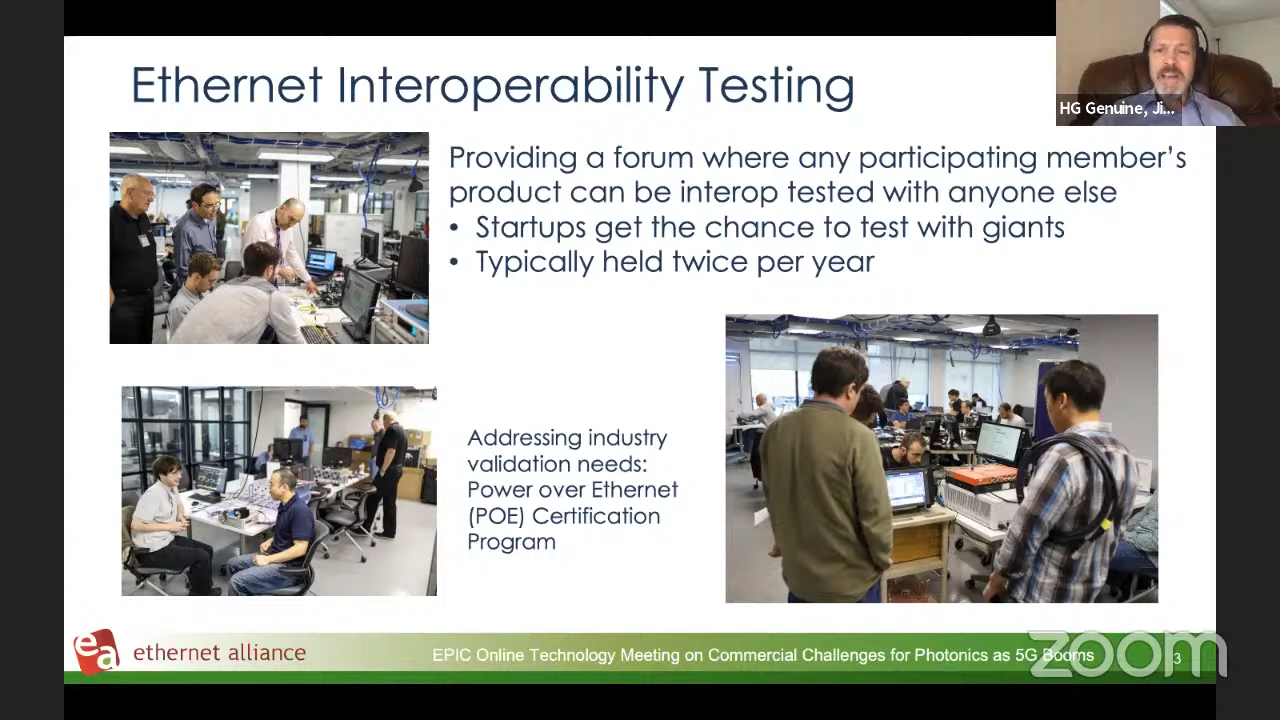 Ethernet Interoperability Testing
HG Genuine, Ji...
Providing a forum where any participating member's
product can be interop tested with anyone else
• Startups get the chance to test with giants
• Typically held twice per year
Addressing industry
validation needs:
Power over Ethernet
(POE) Certification
Program
ea
ethernet alliance
EPIC Online Technology Meeting on Commercial Challenges for Photonics as 5G Booms
3
zoom